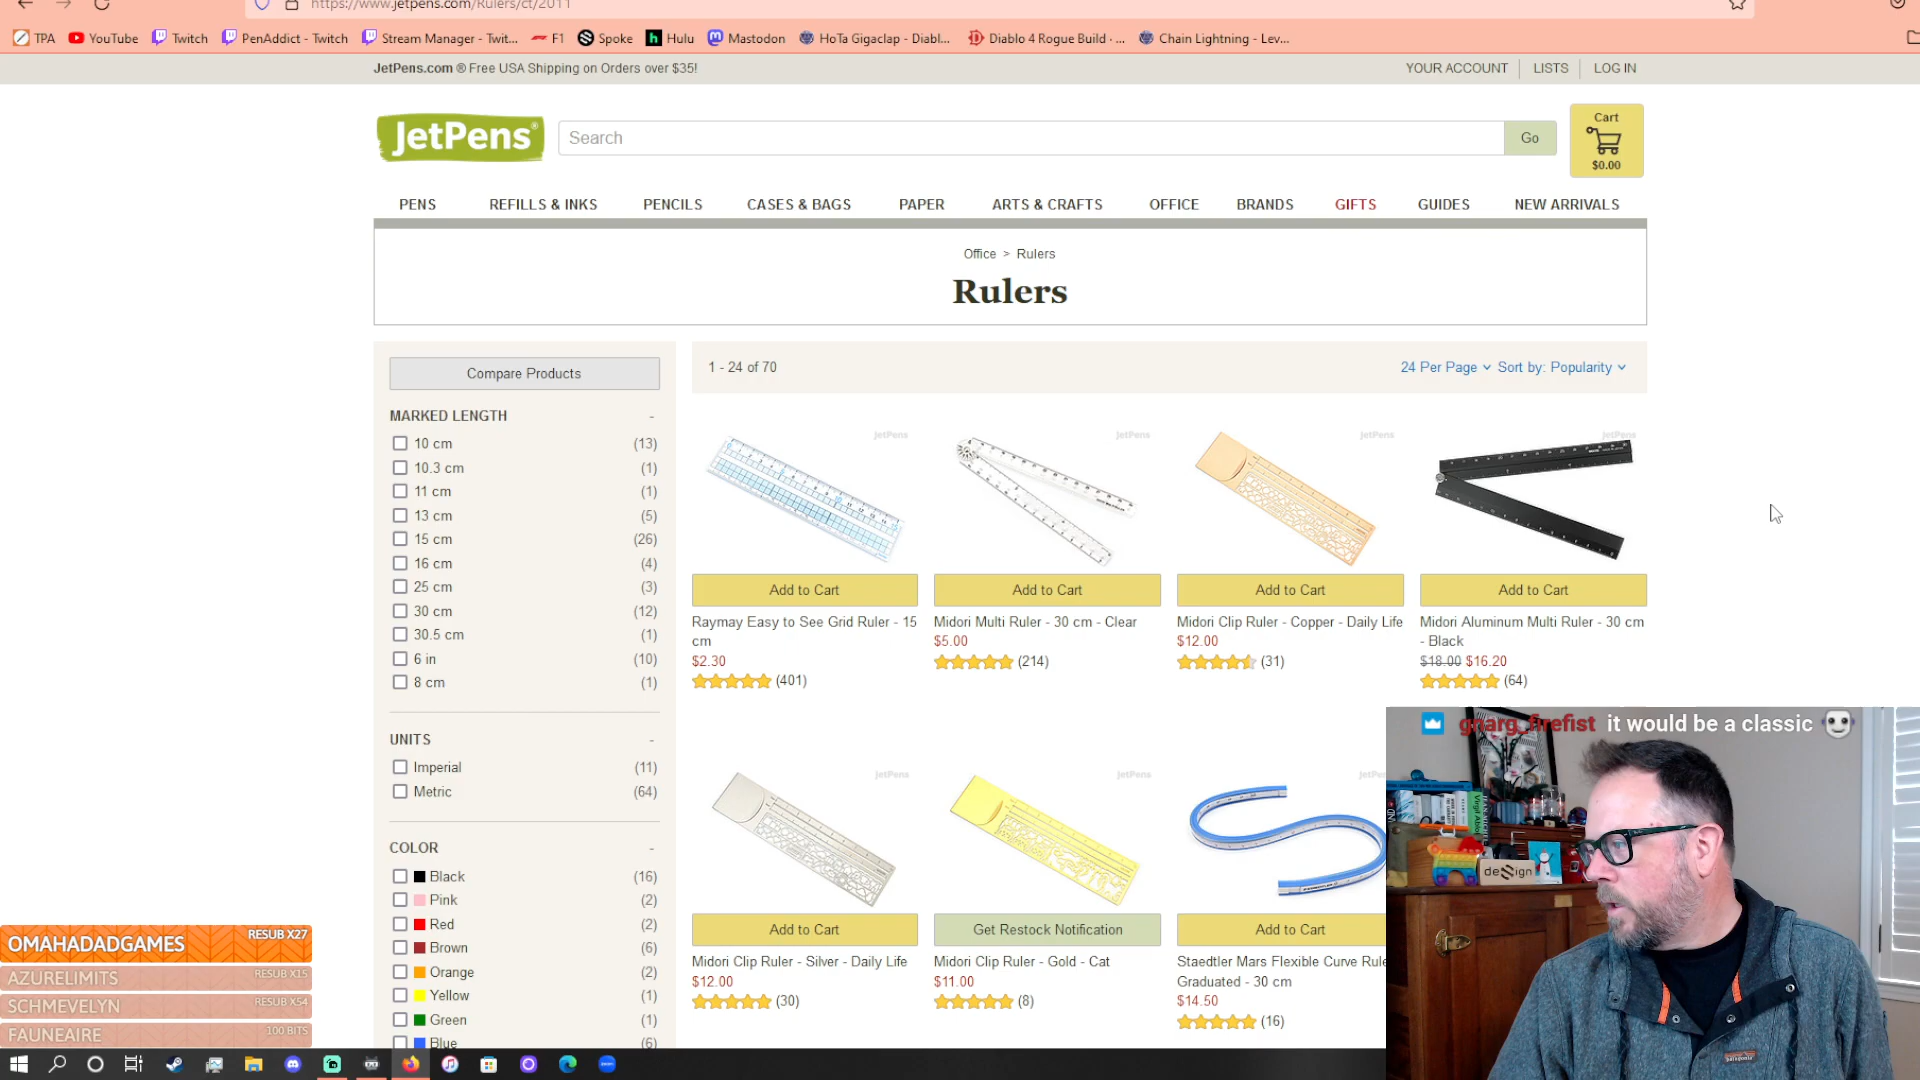 https://www.jetpens.com/Rulers/ct/2011
TPA YouTube Twitch PenAddict - Twitch Stream Manager - Twit... F1 Spoke Hulu Mastodon HoTa Gigaclap - Diabl... Diablo 4 Rogue Build - ... Chain Lightning - Lev...
JetPens.com ® Free USA Shipping on Orders over $35!
YOUR ACCOUNT LISTS LOG IN
JetPens®
Search
Go
Cart
$0.00
PENS REFILLS & INKS PENCILS CASES & BAGS PAPER ARTS & CRAFTS OFFICE BRANDS GIFTS GUIDES NEW ARRIVALS
Office > Rulers
Rulers
Compare Products
MARKED LENGTH -
10 cm (13)
10.3 cm (1)
11 cm (1)
13 cm (5)
15 cm (26)
16 cm (4)
25 cm (3)
30 cm (12)
30.5 cm (1)
6 in (10)
8 cm (1)
UNITS -
Imperial (11)
Metric (64)
COLOR -
Black (16)
Pink (2)
Red (2)
Brown (6)
Orange (2)
Yellow (1)
Green (1)
Blue (6)
1 - 24 of 70
24 Per Page Sort by: Popularity
JetPens JetPens JetPens JetPens
Add to Cart Add to Cart Add to Cart Add to Cart
Raymay Easy to See Grid Ruler - 15
cm
$2.30
(401)
Midori Multi Ruler - 30 cm - Clear
$5.00
(214)
Midori Clip Ruler - Copper - Daily Life
$12.00
(31)
Midori Aluminum Multi Ruler - 30 cm
- Black
$18.00 $16.20
(64)
JetPens JetPens JetPens
Add to Cart Get Restock Notification Add to Cart
Midori Clip Ruler - Silver - Daily Life
$12.00
(30)
Midori Clip Ruler - Gold - Cat
$11.00
(8)
Staedtler Mars Flexible Curve Rule
Graduated - 30 cm
$14.50
(16)
gnarg_firefist it would be a classic
Virgil Abloh
deSSign
patagonia
OMAHADADGAMES RESUB X27
AZURELIMITS RESUB X15
SCHMEVELYN RESUB X54
FAUNEAIRE 100 BITS